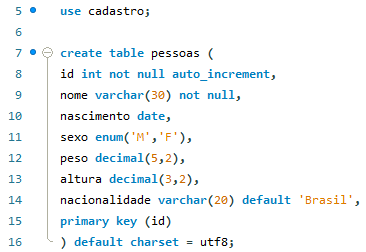 5 use cadastro;
6
7 create table pessoas (
8 id int not null auto_increment,
9 nome varchar(30) not null,
10 nascimento date,
11 sexo enum('M','F'),
12 peso decimal(5,2),
13 altura decimal(3,2),
14 nacionalidade varchar(20) default 'Brasil',
15 primary key (id)
16 ) default charset = utf8;